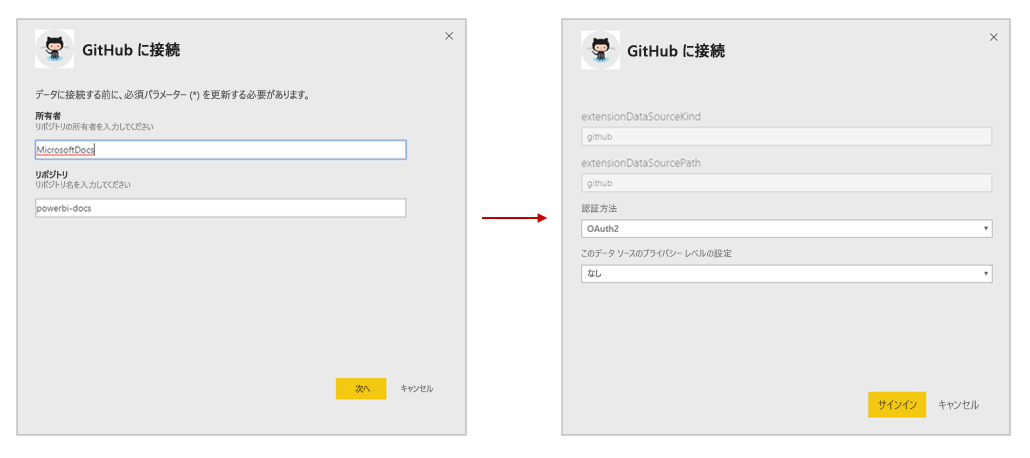 GitHub に接続
データに接続する前に、必須パラメーター (*) を更新する必要があります。
所有者
リポジトリの所有者を入力してください
MicrosoftDocs
リポジトリ
リポジトリ名を入力してください
powerbi-docs
次へ キャンセル
GitHub に接続
extensionDataSourceKind
github
extensionDataSourcePath
github
認証方法
OAuth2
このデータ ソースのプライバシー レベルの設定
なし
サインイン キャンセル